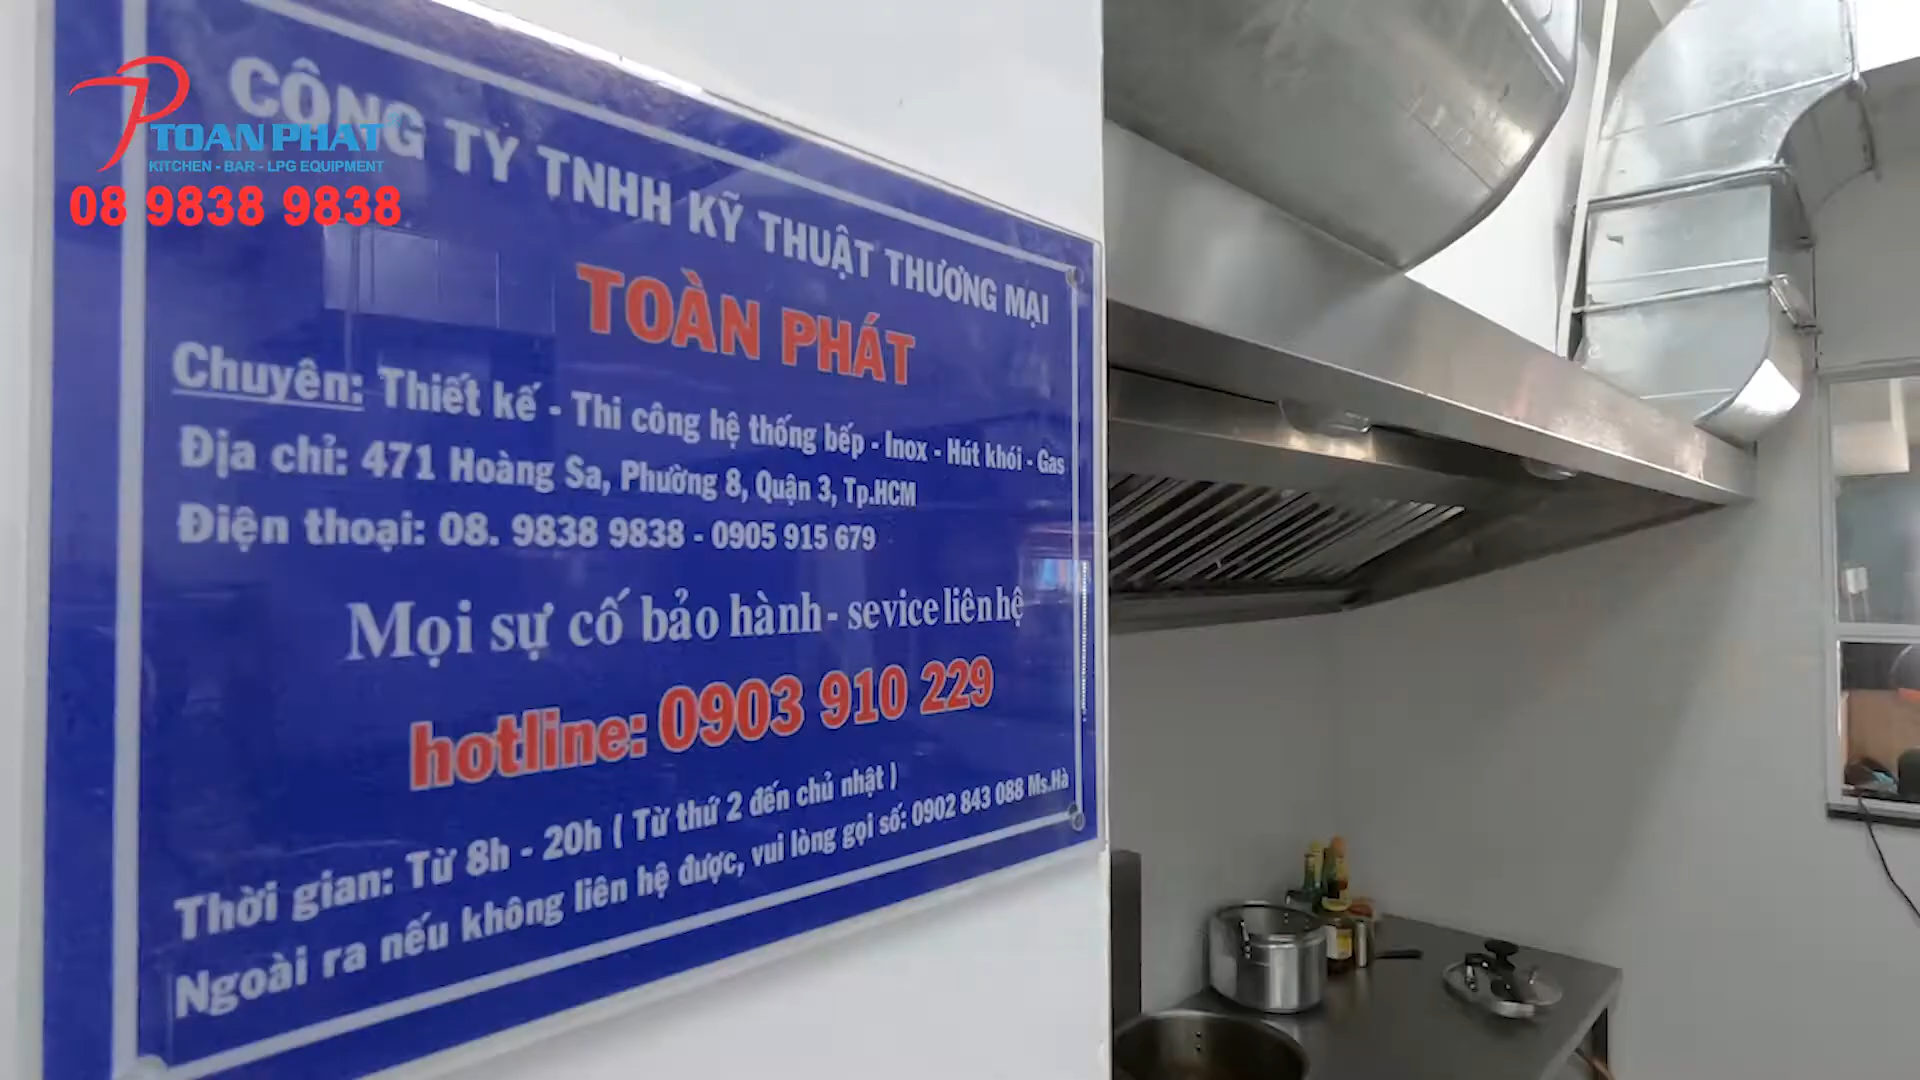 TOAN PHAT
KITCHEN - BAR - LPG EQUIPMENT
08 9838 9838
CÔNG TY TNHH KỸ THUẬT THƯƠNG MẠI
TOÀN PHÁT
Chuyên: Thiết kế - Thi công hệ thống bếp - Inox - Hút khói - Gas
Địa chỉ: 471 Hoàng Sa, Phường 8, Quận 3, Tp.HCM
Điện thoại: 08. 9838 9838 - 0905 915 679
Mọi sự cố bảo hành - sevice liên hệ
hotline: 0903 910 229
Thời gian: Từ 8h - 20h ( Từ thứ 2 đến chủ nhật )
Ngoài ra nếu không liên hệ được, vui lòng gọi số: 0902 843 088 Ms.Hà